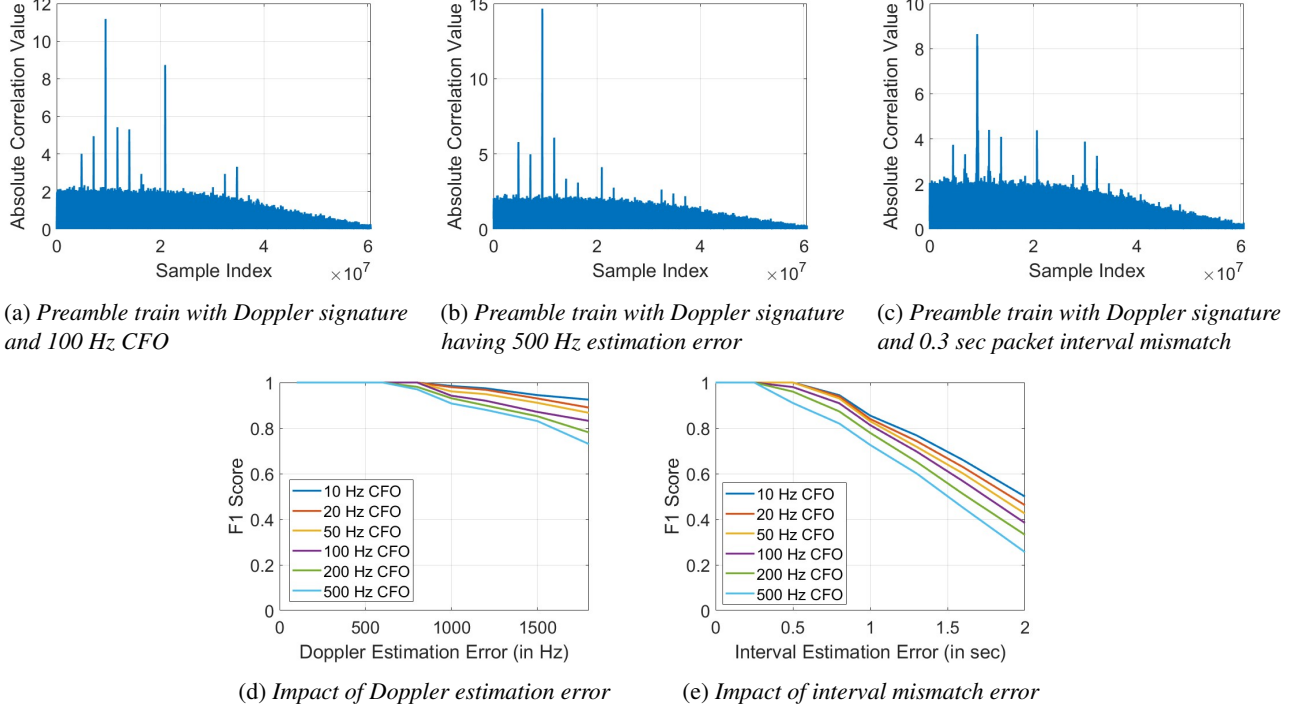 Absolute Correlation Value
12
10
8
6
4
2
0
0 2 4 6
Sample Index
×10^7
Absolute Correlation Value
15
10
5
0
0 2 4 6
Sample Index
×10^7
Absolute Correlation Value
10
8
6
4
2
0
0 2 4 6
Sample Index
×10^7
(a) Preamble train with Doppler signature
and 100 Hz CFO
(b) Preamble train with Doppler signature
having 500 Hz estimation error
(c) Preamble train with Doppler signature
and 0.3 sec packet interval mismatch
F1 Score
1
0.8
0.6
0.4
0.2
0
10 Hz CFO
20 Hz CFO
50 Hz CFO
100 Hz CFO
200 Hz CFO
500 Hz CFO
0 500 1000 1500
Doppler Estimation Error (in Hz)
F1 Score
1
0.8
0.6
0.4
0.2
0
10 Hz CFO
20 Hz CFO
50 Hz CFO
100 Hz CFO
200 Hz CFO
500 Hz CFO
0 0.5 1 1.5 2
Interval Estimation Error (in sec)
(d) Impact of Doppler estimation error
(e) Impact of interval mismatch error